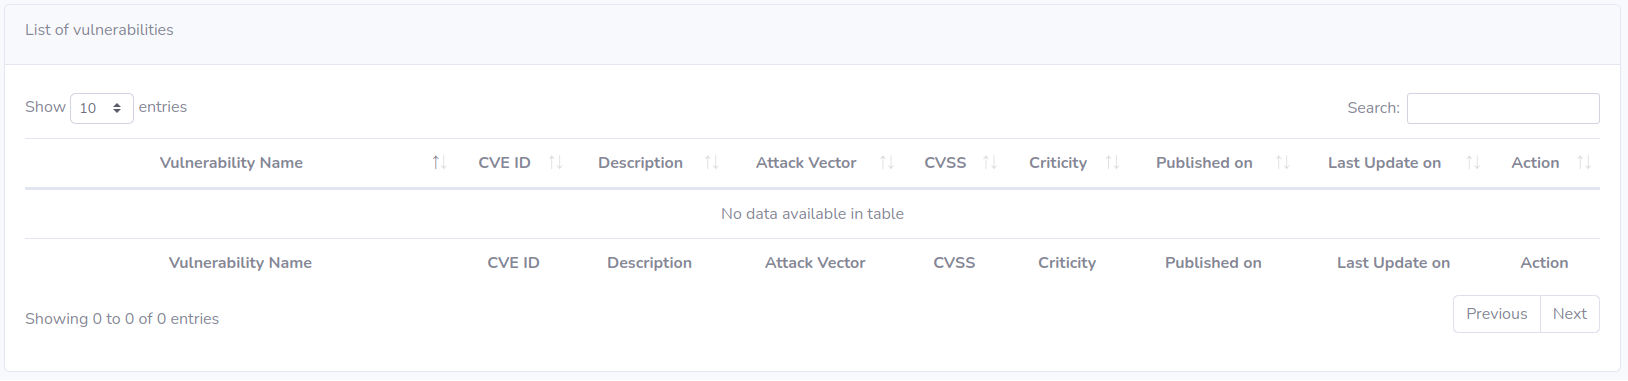 List of vulnerabilities
Show 10 entries
Search:
Vulnerability Name CVE ID Description Attack Vector CVSS Criticity Published on Last Update on Action
No data available in table
Vulnerability Name CVE ID Description Attack Vector CVSS Criticity Published on Last Update on Action
Showing 0 to 0 of 0 entries
Previous Next